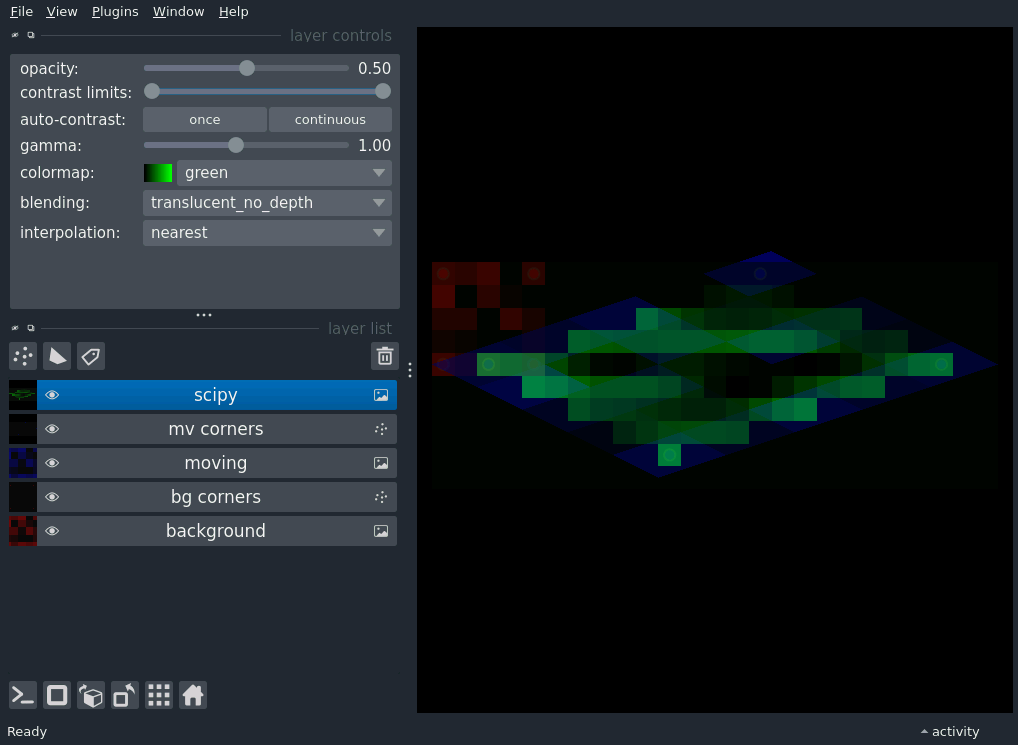 File View Plugins Window Help
layer controls
opacity: 0.50
contrast limits:
auto-contrast: once continuous
gamma: 1.00
colormap: green
blending: translucent_no_depth
interpolation: nearest
layer list
scipy
mv corners
moving
bg corners
background
Ready activity